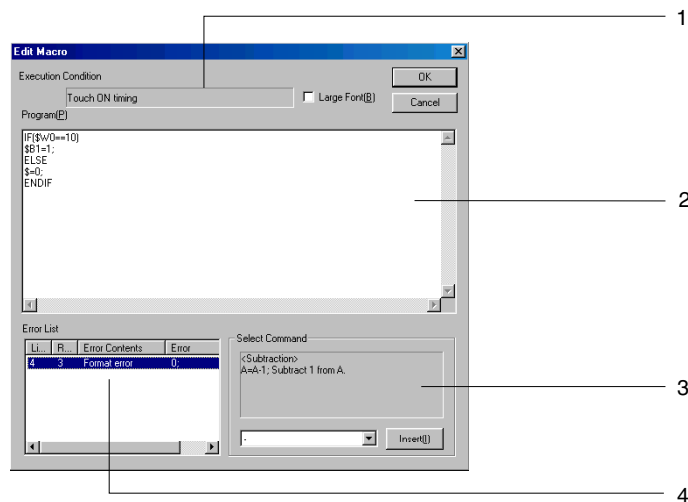 1
Edit Macro
Execution Condition
OK
Touch ON timing
Large Font(B)
Cancel
Program(P)
IF($W0==10)
$B1=1;
ELSE
$=0;
ENDIF
2
Error List
Li... R... Error Contents Error
4 3 Format error 0;
Select Command
<Subtraction>
A=A-1; Subtract 1 from A.
3
-
Insert(I)
4